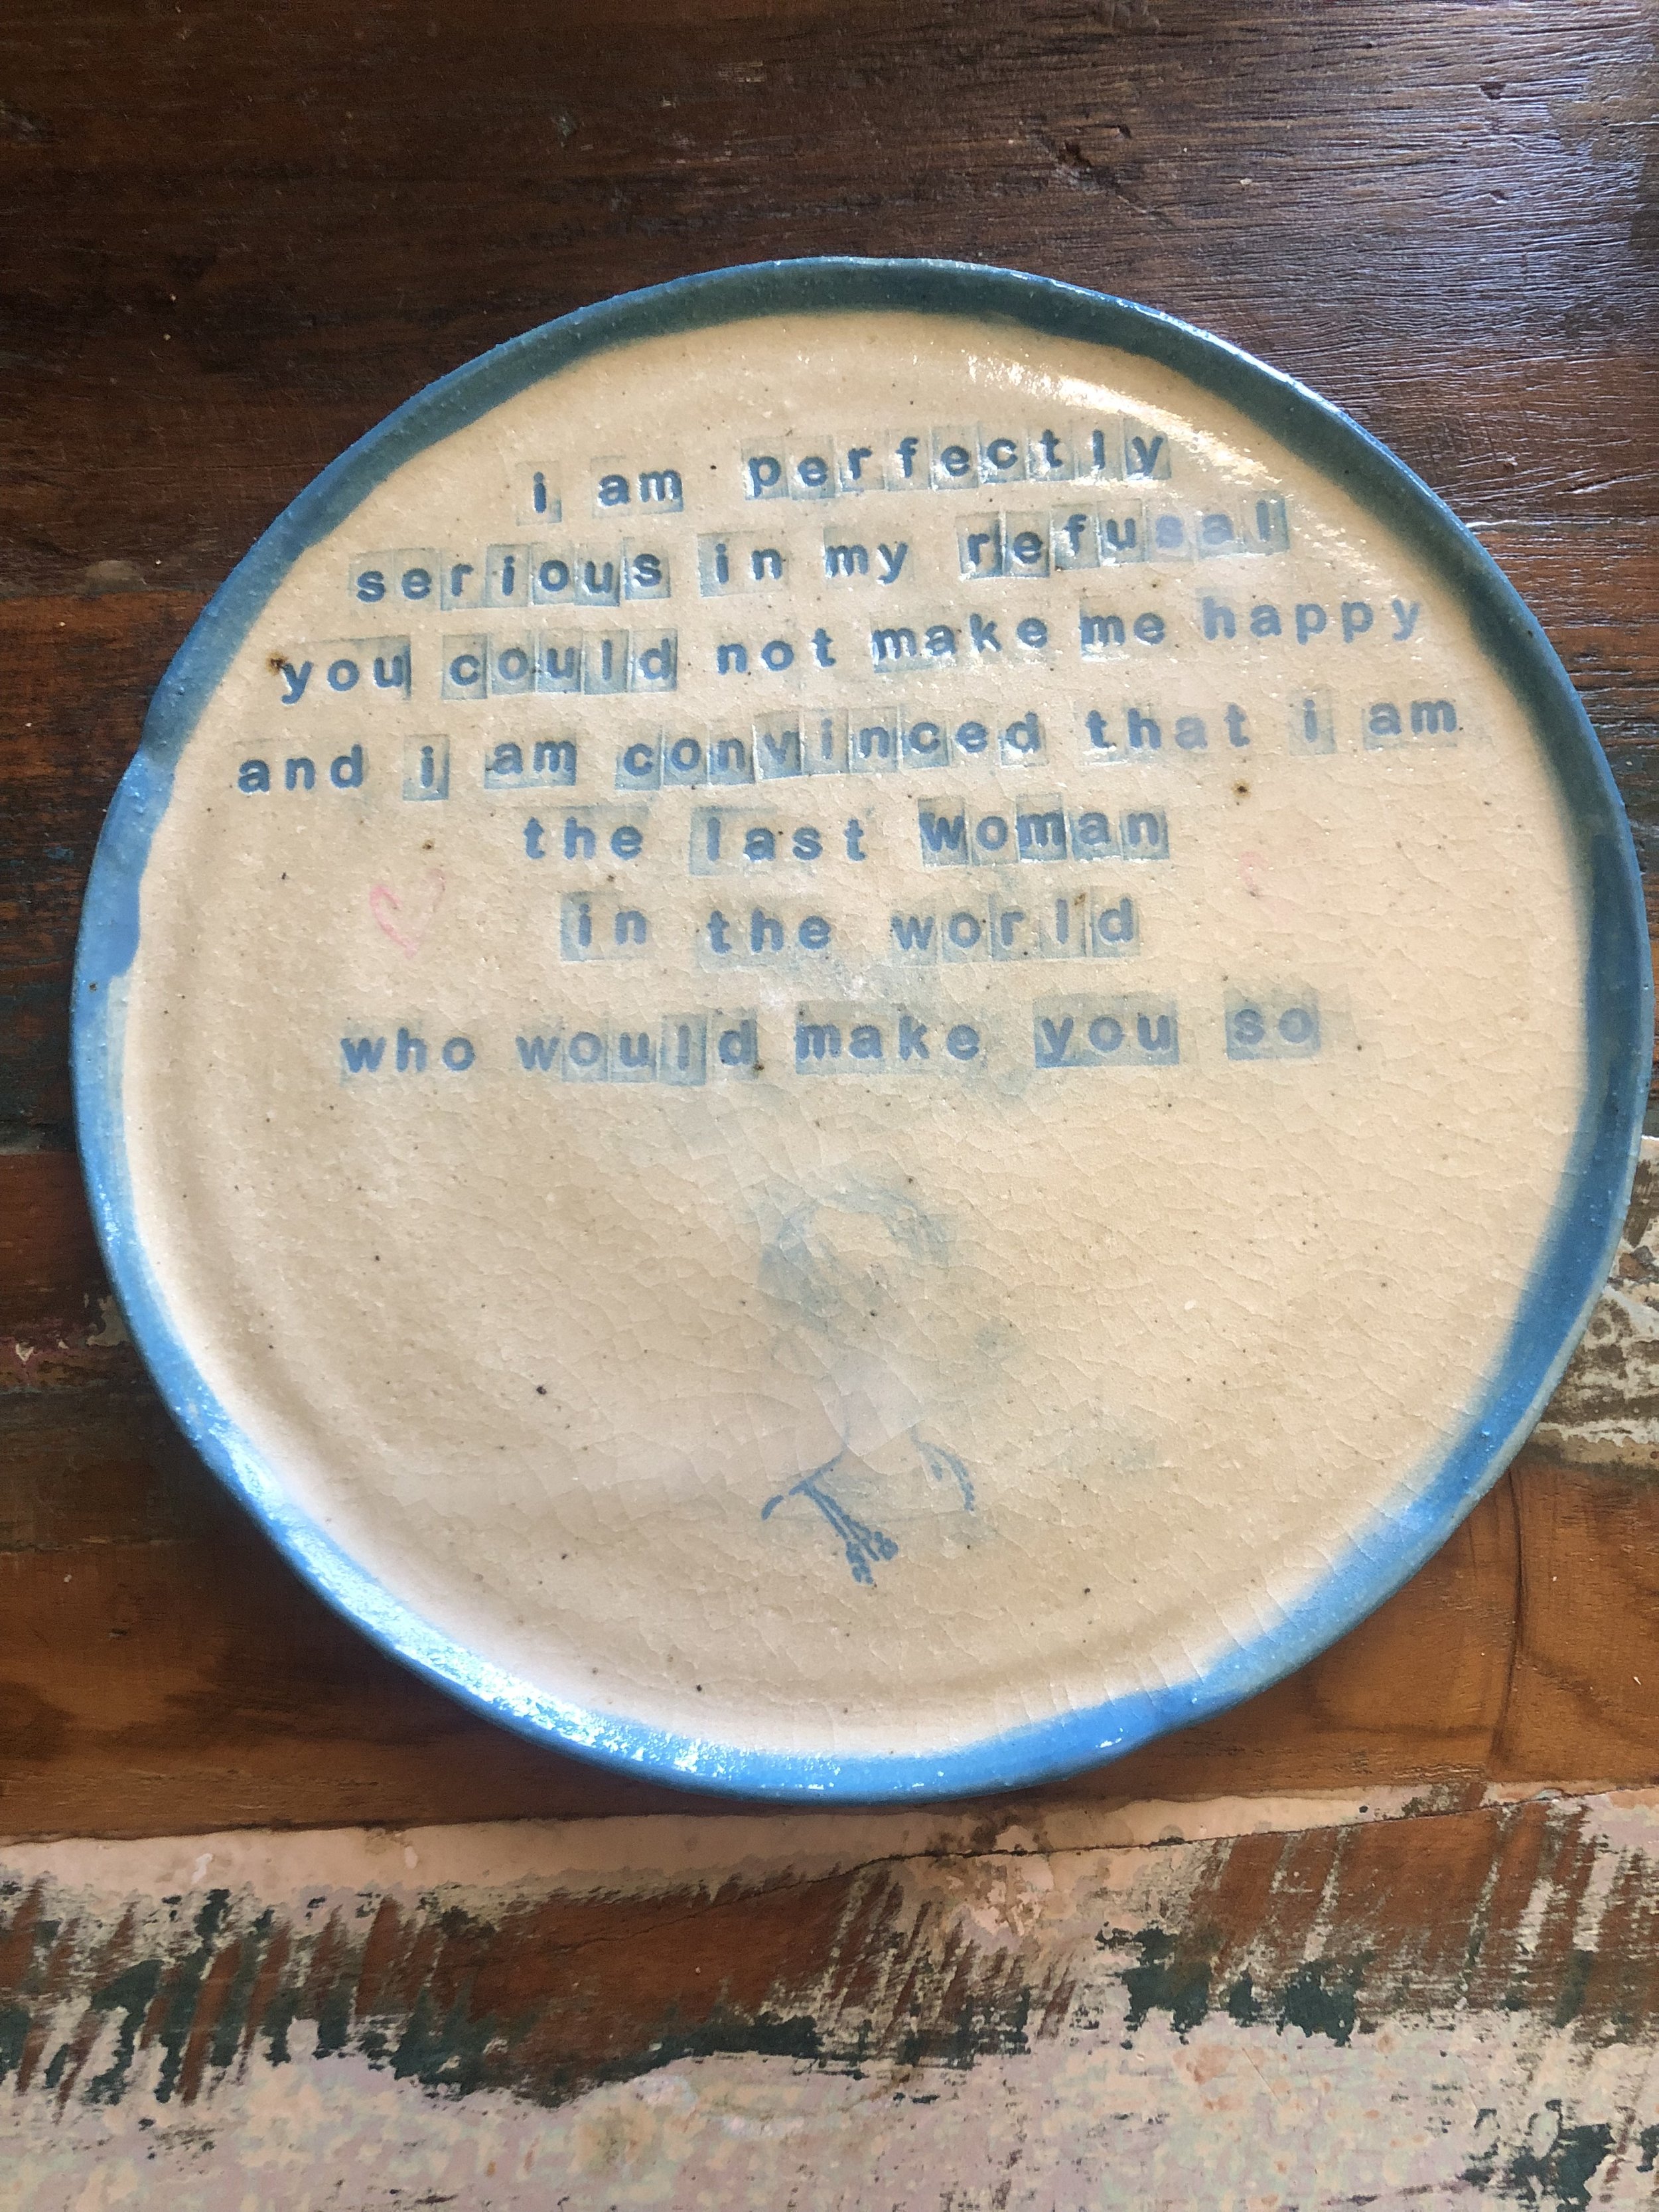 i am perfectly
serious in my refusal
you could not make me happy
and i am convinced that i am
the last woman
in the world
who would make you so